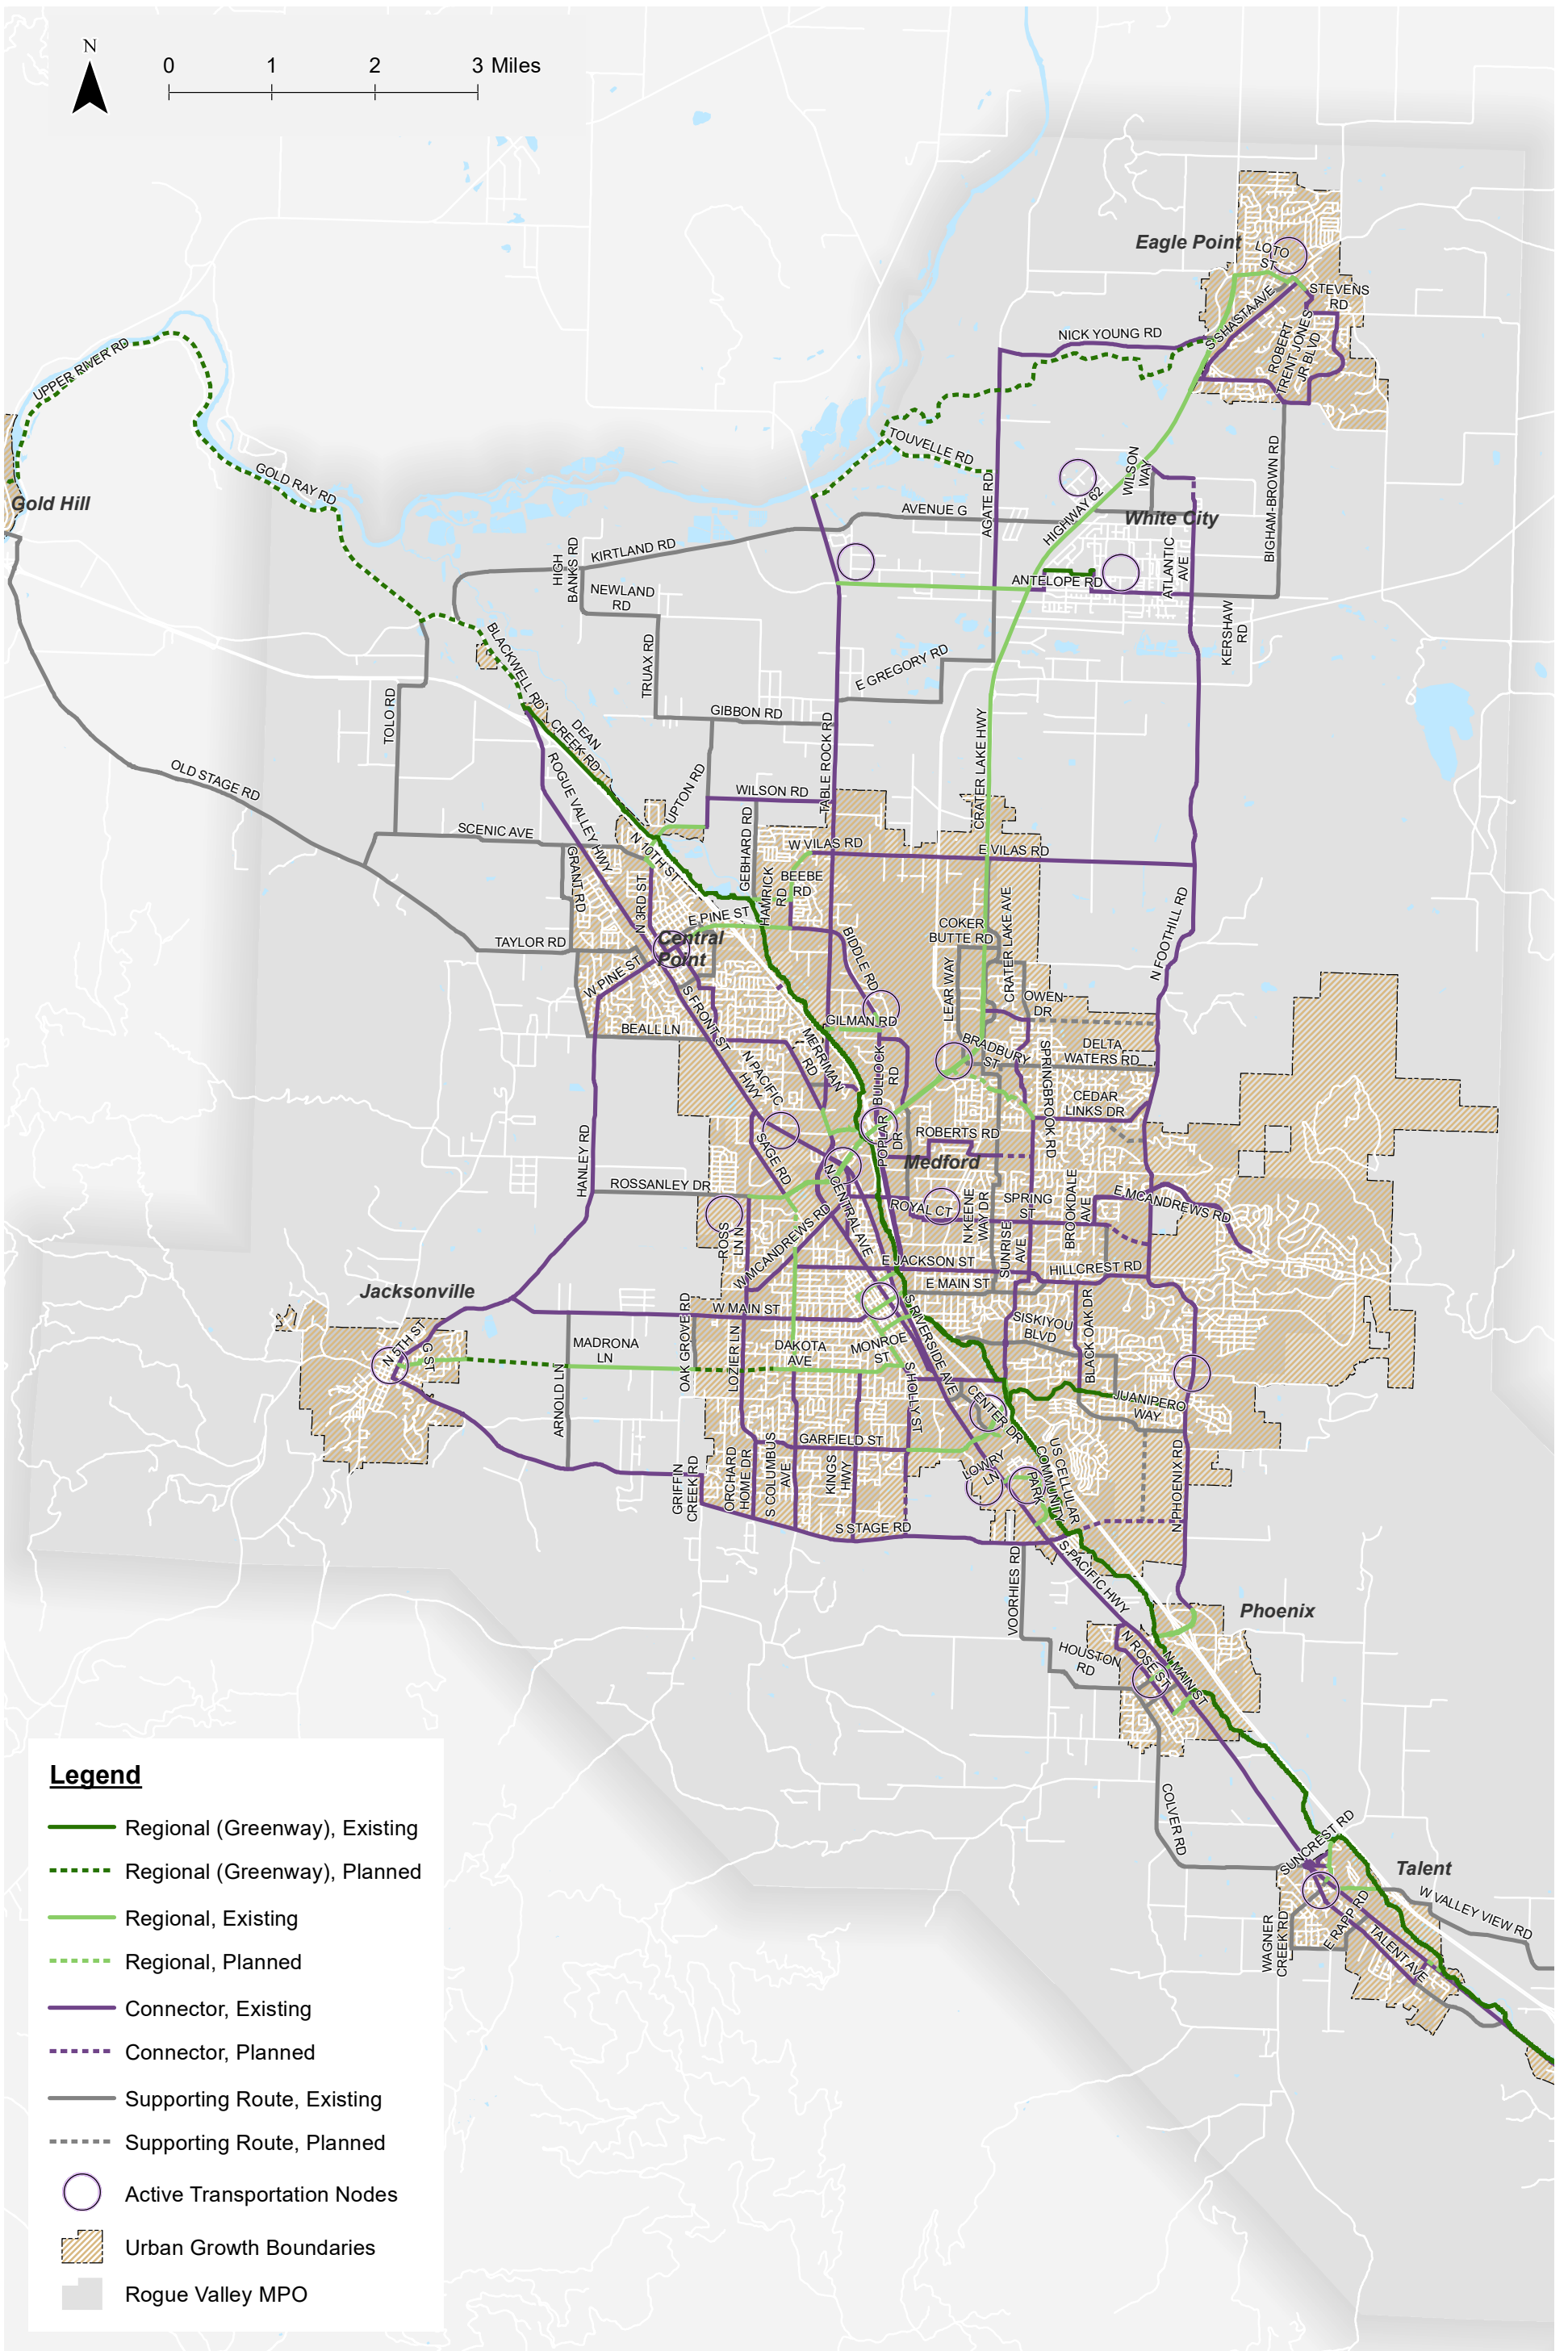 N
0 1 2 3 Miles
Eagle Point
LOTO
ST
STEVENS
RD
S SHASTA AVE
NICK YOUNG RD
ROBERT
TRENT JONES
JR BLVD
UPPER RIVER RD
TOUVELLE RD
GOLD RAY RD
Gold Hill
AGATE RD
WILSON
WAY
BIGHAM-BROWN RD
AVENUE G
HIGHWAY 62
White City
KIRTLAND RD
HIGH
BANKS RD
NEWLAND
RD
ANTELOPE RD
ATLANTIC
AVE
KERSHAW
RD
BLACKWELL RD
TRUAX RD
E GREGORY RD
TOLO RD
GIBBON RD
DEAN
CREEK RD
TABLE ROCK RD
CRATER LAKE HWY
OLD STAGE RD
ROGUE VALLEY HWY
UPTON RD
WILSON RD
SCENIC AVE
N 10TH ST
GEBHARD RD
W VILAS RD
E VILAS RD
GRANT RD
N 3RD ST
HAMRICK
RD
BEEBE
RD
E PINE ST
Central
Point
BIDDLE RD
COKER
BUTTE RD
CRATER LAKE AVE
N FOOTHILL RD
TAYLOR RD
W PINE ST
LEAR WAY
S FRONT ST
OWEN
DR
BEALL LN
GILMAN RD
MERRIMAN
RD
BRADBURY
ST
DELTA
WATERS RD
N PACIFIC
HWY
BULLOCK
RD
SPRINGBROOK RD
CEDAR
LINKS DR
HANLEY RD
SAGE RD
POPLAR
DR
ROBERTS RD
Medford
ROSSANLEY DR
N CENTRAL AVE
ROYAL CT
N KEENE
WAY DR
SPRING
ST
BROOKDALE
AVE
E MCANDREWS RD
ROSS
LN N
W MCANDREWS RD
SUNRISE
AVE
E JACKSON ST
HILLCREST RD
E MAIN ST
Jacksonville
W MAIN ST
S RIVERSIDE AVE
SISKIYOU
BLVD
BLACK OAK DR
N 5TH ST
G ST
MADRONA
LN
OAK GROVE RD
LOZIER LN
DAKOTA
AVE
MONROE
ST
ARNOLD LN
S HOLLY ST
CENTER DR
JUANIPERO
WAY
GARFIELD ST
GRIFFIN
CREEK RD
ORCHARD
HOME DR
S COLUMBUS
AVE
KINGS
HWY
LOWRY
LN
US CELLULAR
COMMUNITY
PARK
N PHOENIX RD
S STAGE RD
VOORHIES RD
S PACIFIC HWY
Phoenix
HOUSTON
RD
N ROSE ST
N MAIN ST
COLVER RD
SUNCREST RD
Talent
W VALLEY VIEW RD
WAGNER
CREEK RD
E RAPP RD
TALENT AVE
Legend
Regional (Greenway), Existing
Regional (Greenway), Planned
Regional, Existing
Regional, Planned
Connector, Existing
Connector, Planned
Supporting Route, Existing
Supporting Route, Planned
Active Transportation Nodes
Urban Growth Boundaries
Rogue Valley MPO